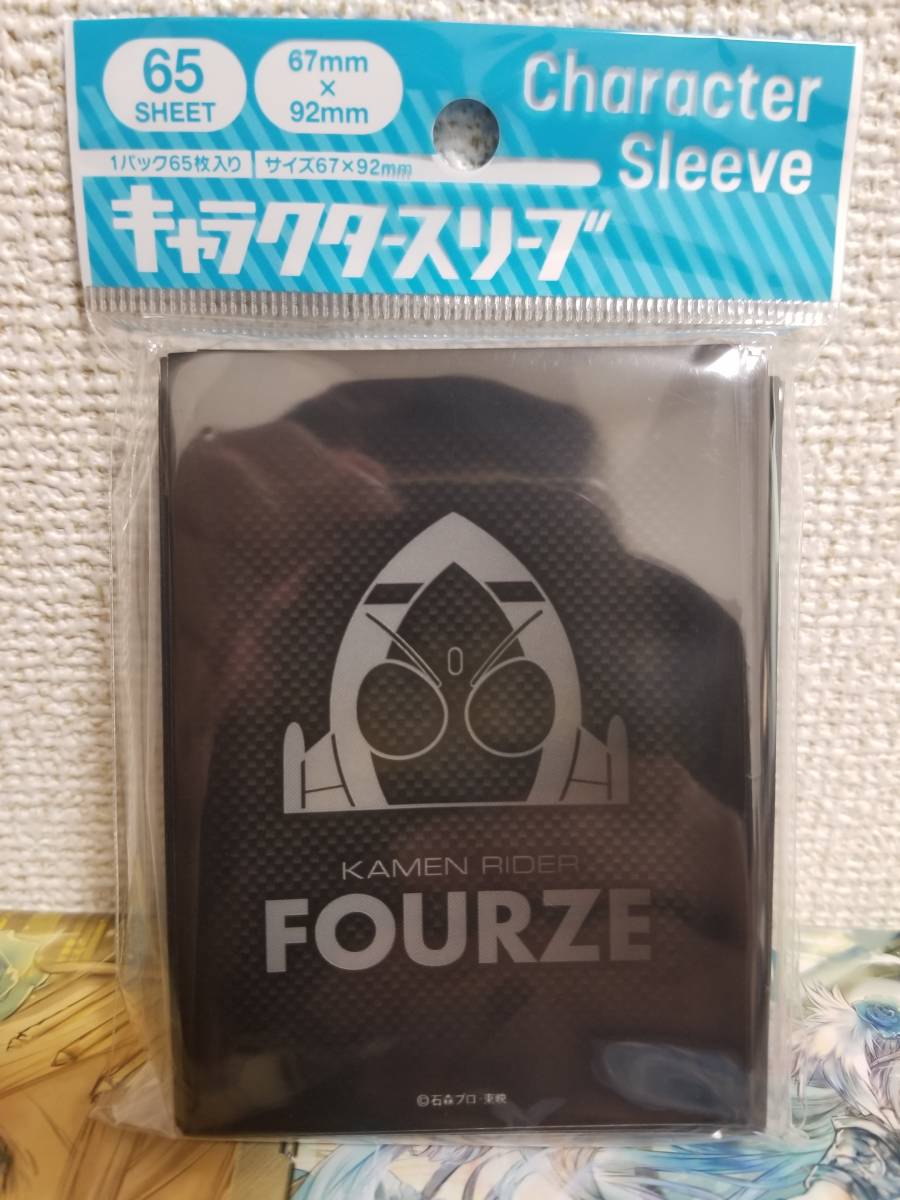 65
SHEET
67mm
×
92mm
Character
Sleeve
1パック65枚入り
サイズ67×92mm
キャラクタースリーブ
KAMEN RIDER
FOURZE
©石森プロ・東映